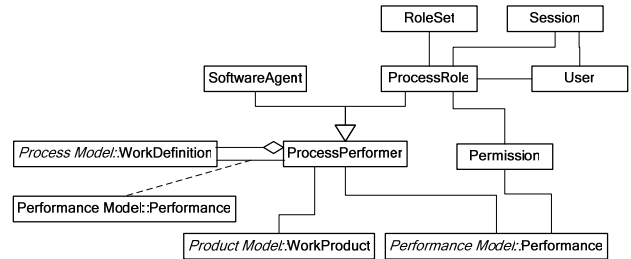 RoleSet
Session
SoftwareAgent
ProcessRole
User
Process Model::WorkDefinition
ProcessPerformer
Permission
Performance Model::Performance
Product Model::WorkProduct
Performance Model::Performance